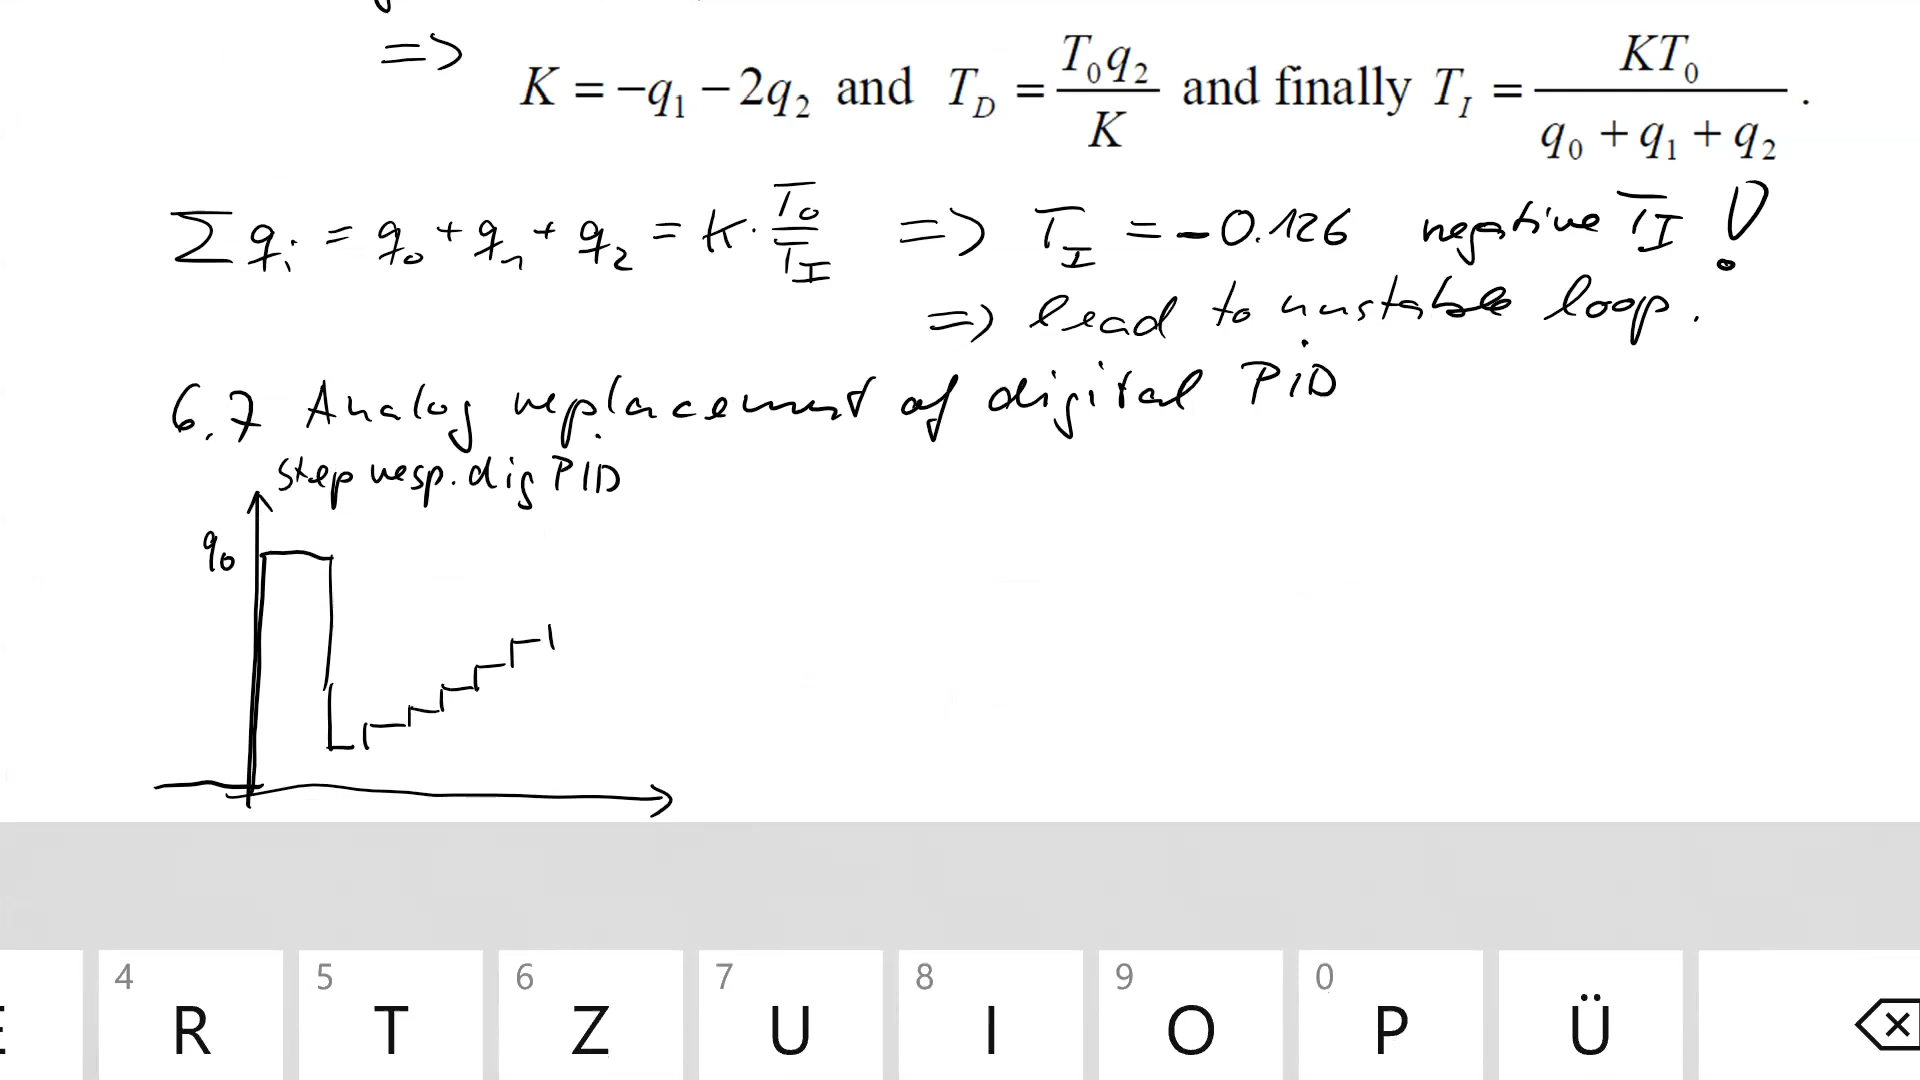 => K = −q₁ − 2q₂ and T_D = T₀q₂ / K and finally T_I = KT₀ / (q₀ + q₁ + q₂) .
Σ qᵢ = q₀ + q₁ + q₂ = K · T₀ / T_I => T_I = −0.126 negative T_I !
=> lead to unstable loop.
6.7 Analog replacement of digital PiD
step resp. dig PID
q₀
4 5 6 7 8 9 0
E R T Z U I O P Ü